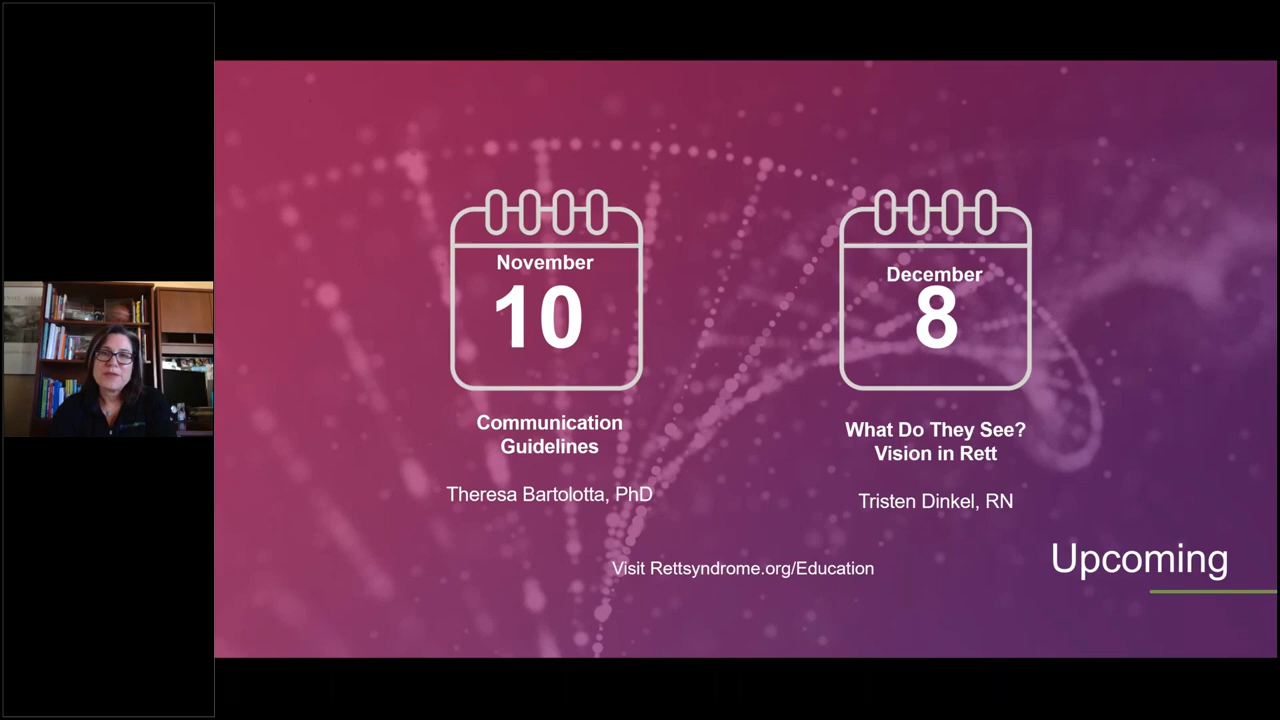 November
10
Communication
Guidelines
Theresa Bartolotta, PhD
December
8
What Do They See?
Vision in Rett
Tristen Dinkel, RN
Visit Rettsyndrome.org/Education
Upcoming